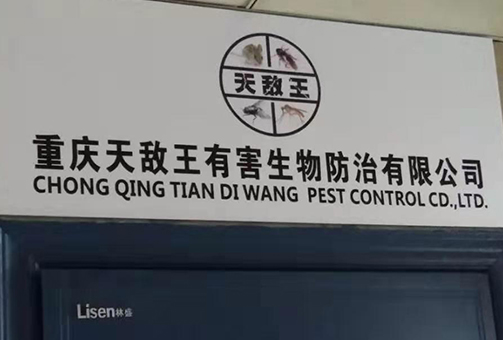 天敌王
重庆天敌王有害生物防治有限公司
CHONG QING TIAN DI WANG PEST CONTROL CD.,LTD.
Lisen林盛